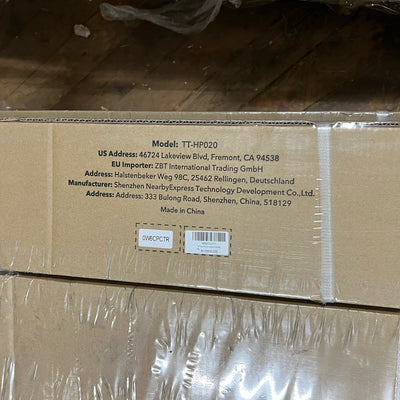 Model: TT-HP020
US Address: 46724 Lakeview Blvd, Fremont, CA 94538
EU Importer: ZBT International Trading GmbH
Address: Halstenbeker Weg 98C, 25462 Rellingen, Deutschland
Manufacturer: Shenzhen NearbyExpress Technology Development Co.,Ltd.
Address: Address: 333 Bulong Road, Shenzhen, China, 518129
Made in China
0W6CPCTR